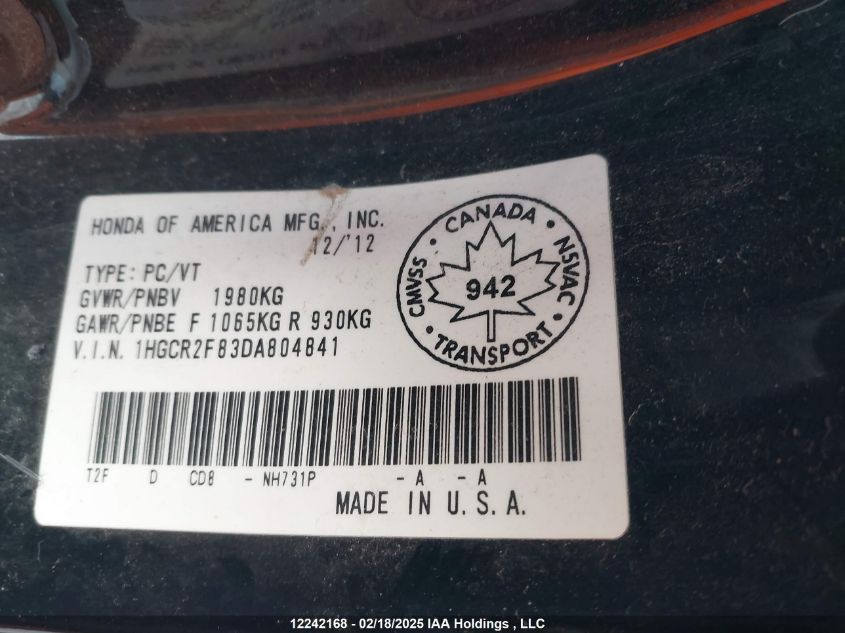 HONDA OF AMERICA MFG., INC.
12/'12
TYPE: PC/VT
GVWR/PNBV 1980KG
GAWR/PNBE F 1065KG R 930KG
V.I.N. 1HGCR2F83DA804841
CANADA
CMVSS • NSVAC
942
TRANSPORT
T2F D CD8 - NH731P - A - A
MADE IN U.S.A.
12242168 - 02/18/2025 IAA Holdings , LLC